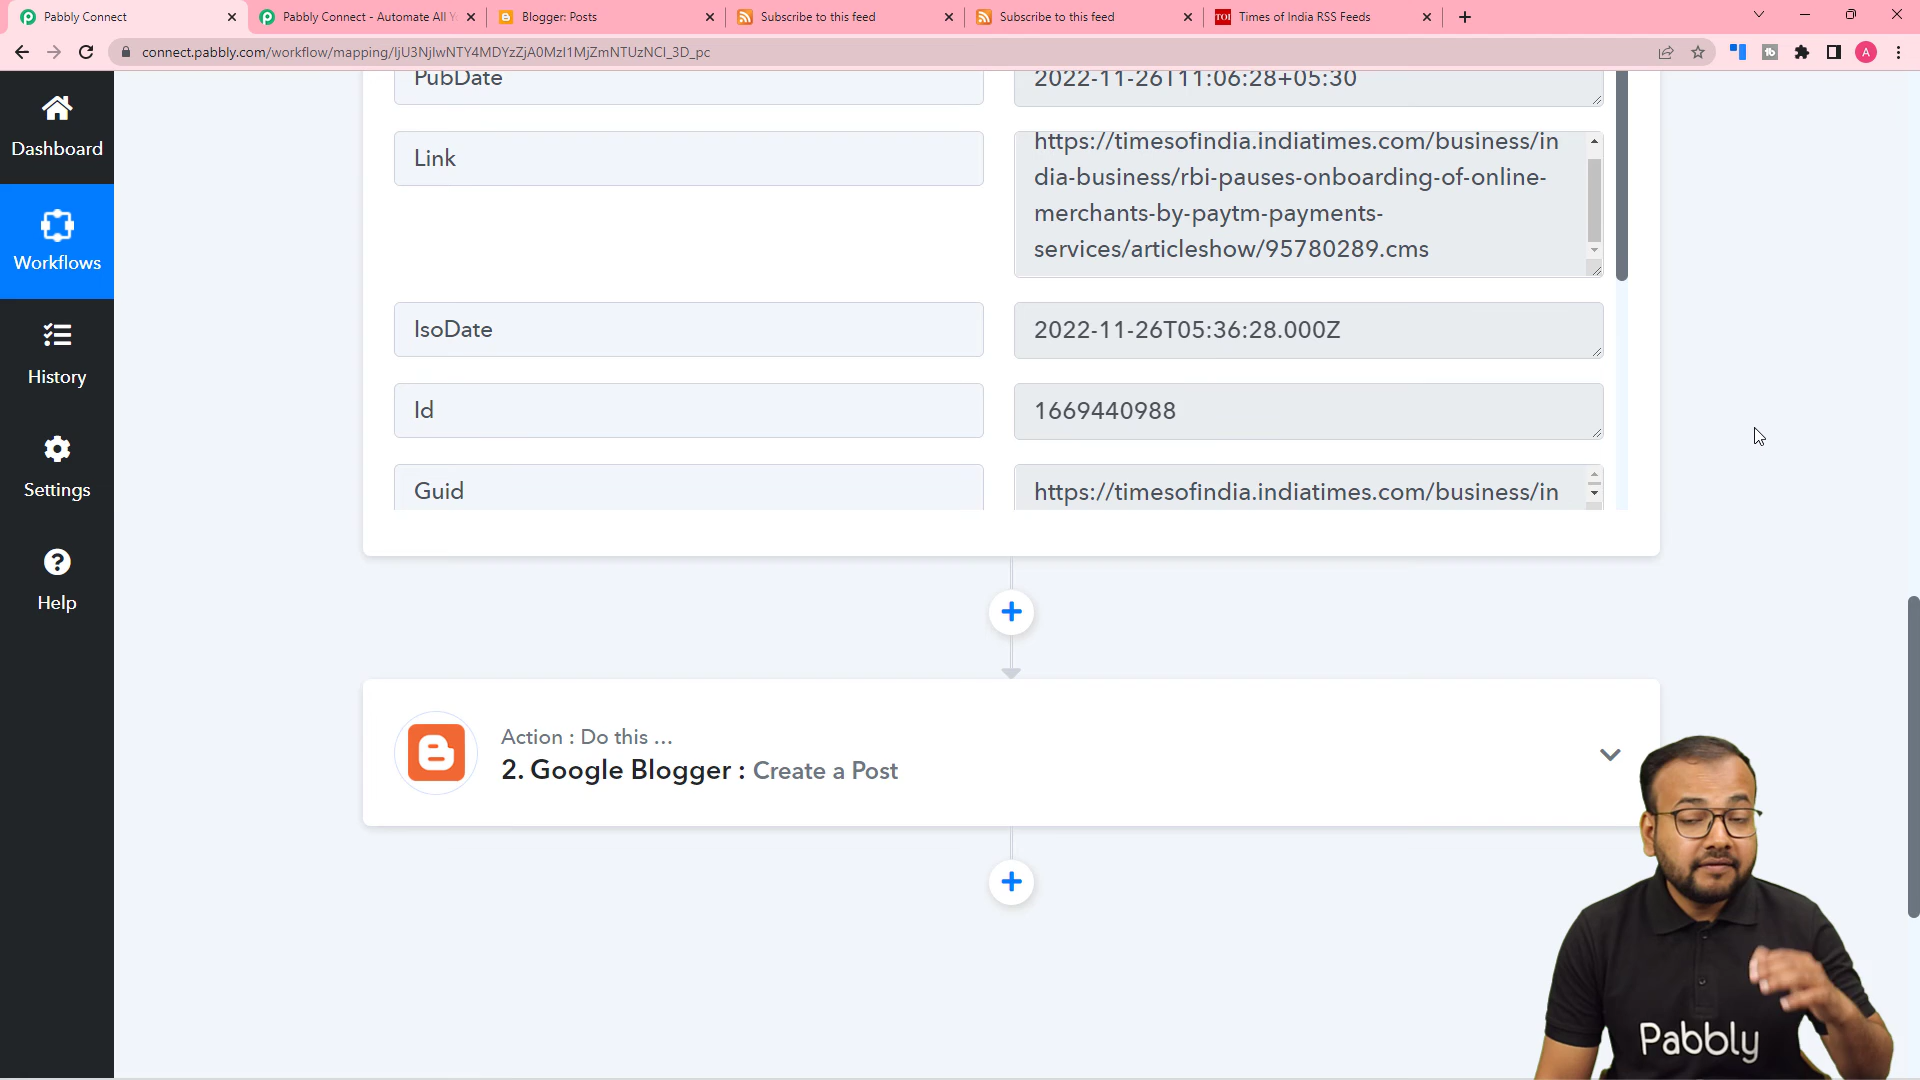 Pabbly Connect
Pabbly Connect - Automate All Y
Blogger: Posts
Subscribe to this feed
Subscribe to this feed
TOI
Times of India RSS Feeds
connect.pabbly.com/workflow/mapping/IjU3NjIwNTY4MDYzZjA0MzI1MjZmNTUzNCI_3D_pc
A
Dashboard
Workflows
History
Settings
Help
PubDate
2022-11-26T11:06:28+05:30
Link
https://timesofindia.indiatimes.com/business/in
dia-business/rbi-pauses-onboarding-of-online-
merchants-by-paytm-payments-
services/articleshow/95780289.cms
IsoDate
2022-11-26T05:36:28.000Z
Id
1669440988
Guid
https://timesofindia.indiatimes.com/business/in
Action : Do this ...
2. Google Blogger : Create a Post
Pabbly